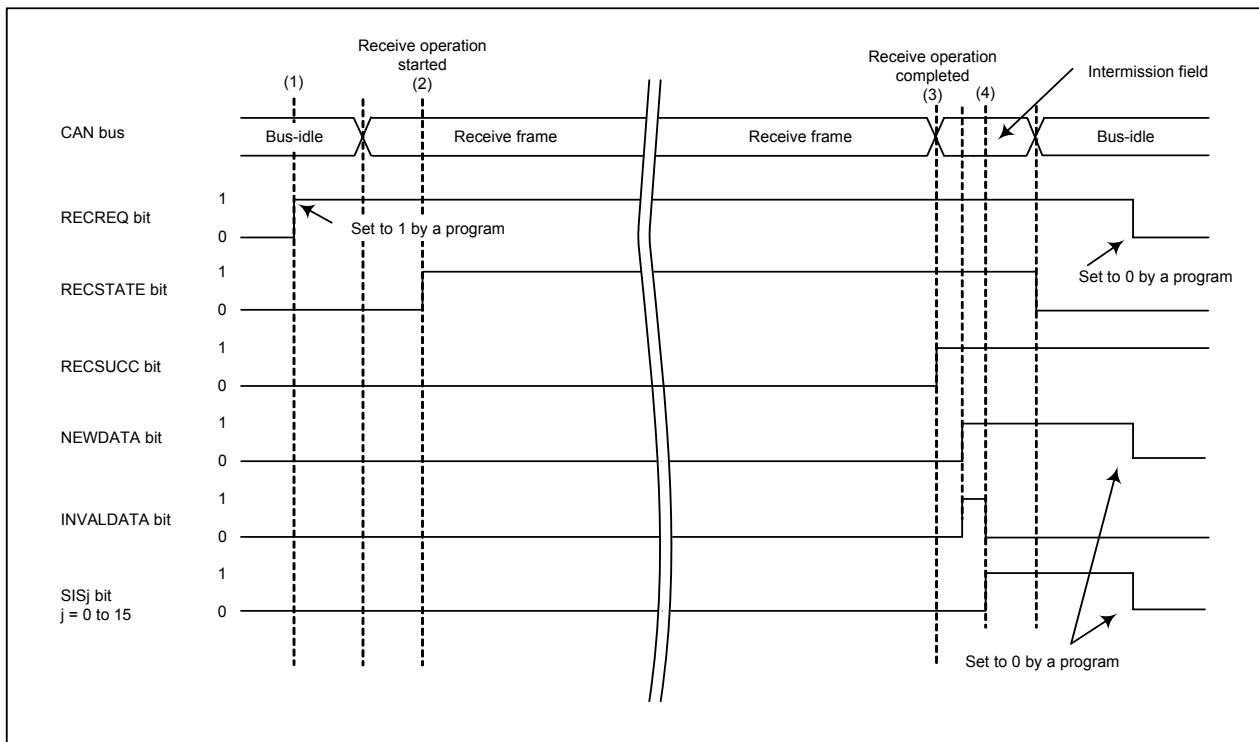 Receive operation
started
(1)
(2)
Receive operation
completed
(3)
(4)
Intermission field
CAN bus
Bus-idle
Receive frame
Receive frame
Bus-idle
RECREQ bit
1
0
Set to 1 by a program
Set to 0 by a program
RECSTATE bit
1
0
RECSUCC bit
1
0
NEWDATA bit
1
0
INVALDATA bit
1
0
SISj bit
j = 0 to 15
1
0
Set to 0 by a program